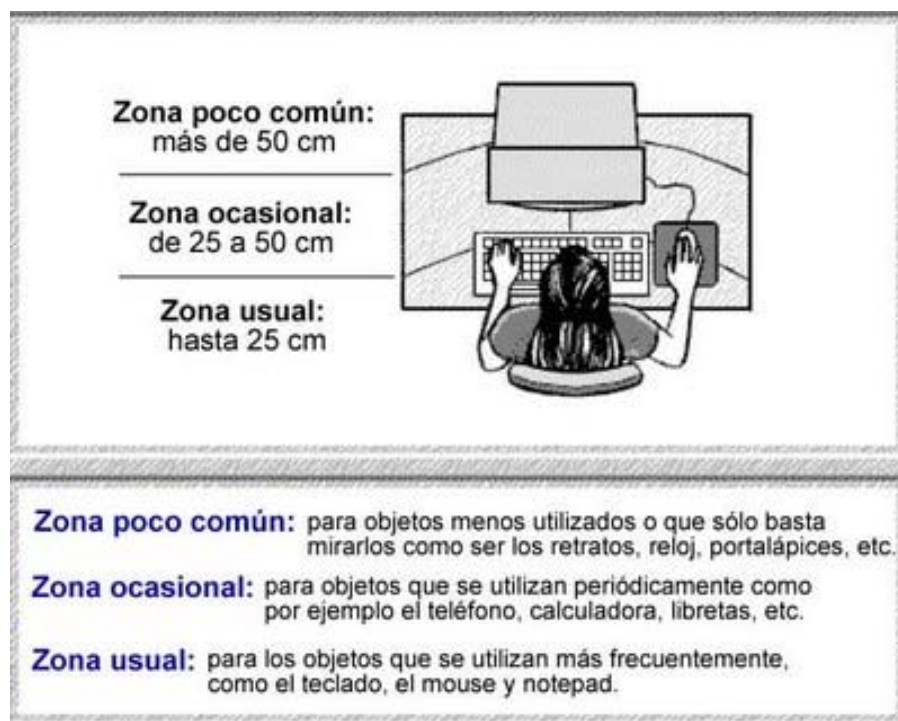 Zona poco común:
más de 50 cm
Zona ocasional:
de 25 a 50 cm
Zona usual:
hasta 25 cm
Zona poco común: para objetos menos utilizados o que sólo basta
mirarlos como ser los retratos, reloj, portalápices, etc.
Zona ocasional: para objetos que se utilizan periódicamente como
por ejemplo el teléfono, calculadora, libretas, etc.
Zona usual: para los objetos que se utilizan más frecuentemente,
como el teclado, el mouse y notepad.